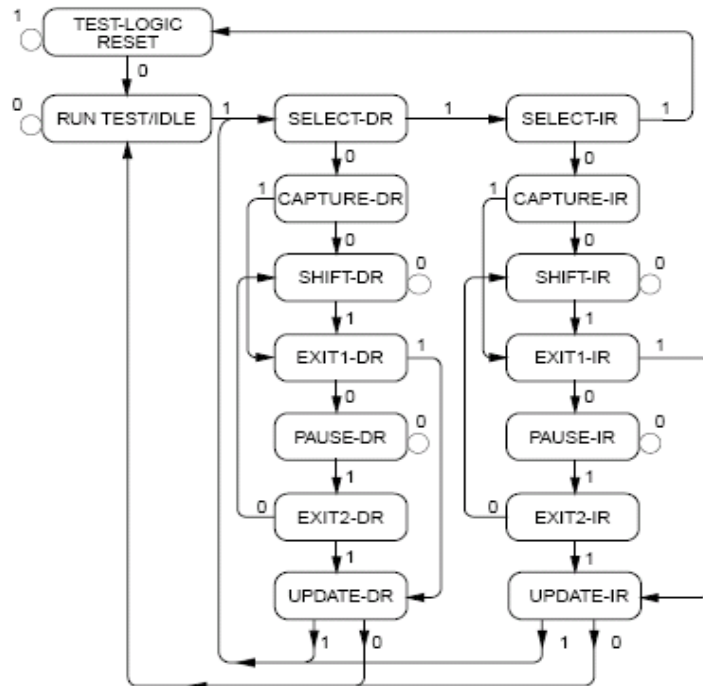 1 TEST-LOGIC
RESET
0
0 RUN TEST/IDLE 1 SELECT-DR 1 SELECT-IR 1
0 0
1 CAPTURE-DR 1 CAPTURE-IR
0 0
SHIFT-DR 0 SHIFT-IR 0
1 1
EXIT1-DR 1 EXIT1-IR 1
0 0
PAUSE-DR 0 PAUSE-IR 0
1 1
0 EXIT2-DR 0 EXIT2-IR
1 1
UPDATE-DR UPDATE-IR
1 0 1 0